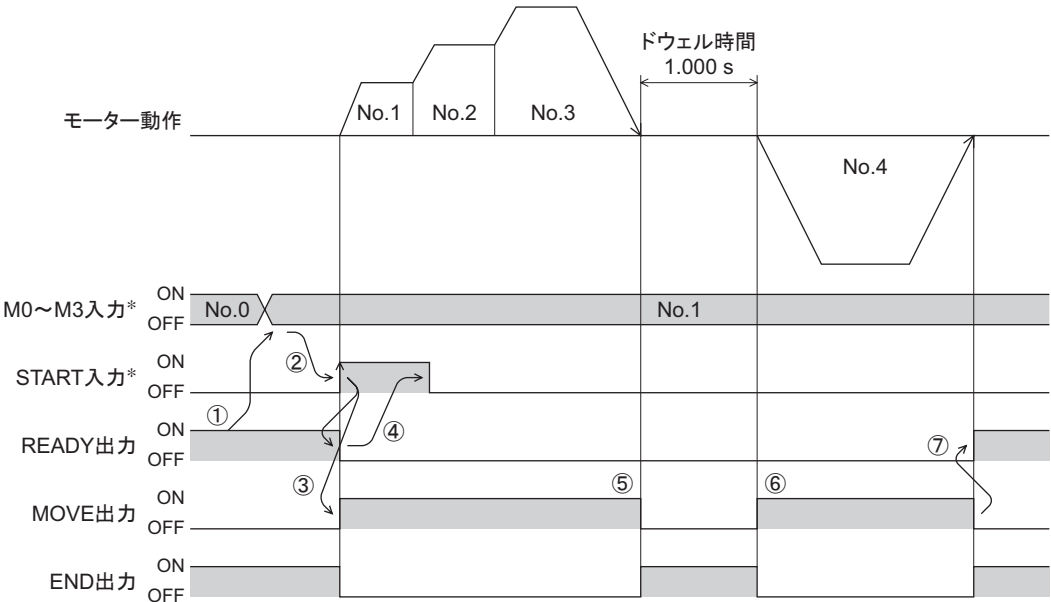 ドウェル時間
1.000 s
モーター動作
No.1
No.2
No.3
No.4
M0～M3入力*
ON
OFF
No.0
No.1
START入力*
ON
OFF
②
①
④
READY出力
ON
OFF
⑦
③
⑤
⑥
MOVE出力
ON
OFF
END出力
ON
OFF